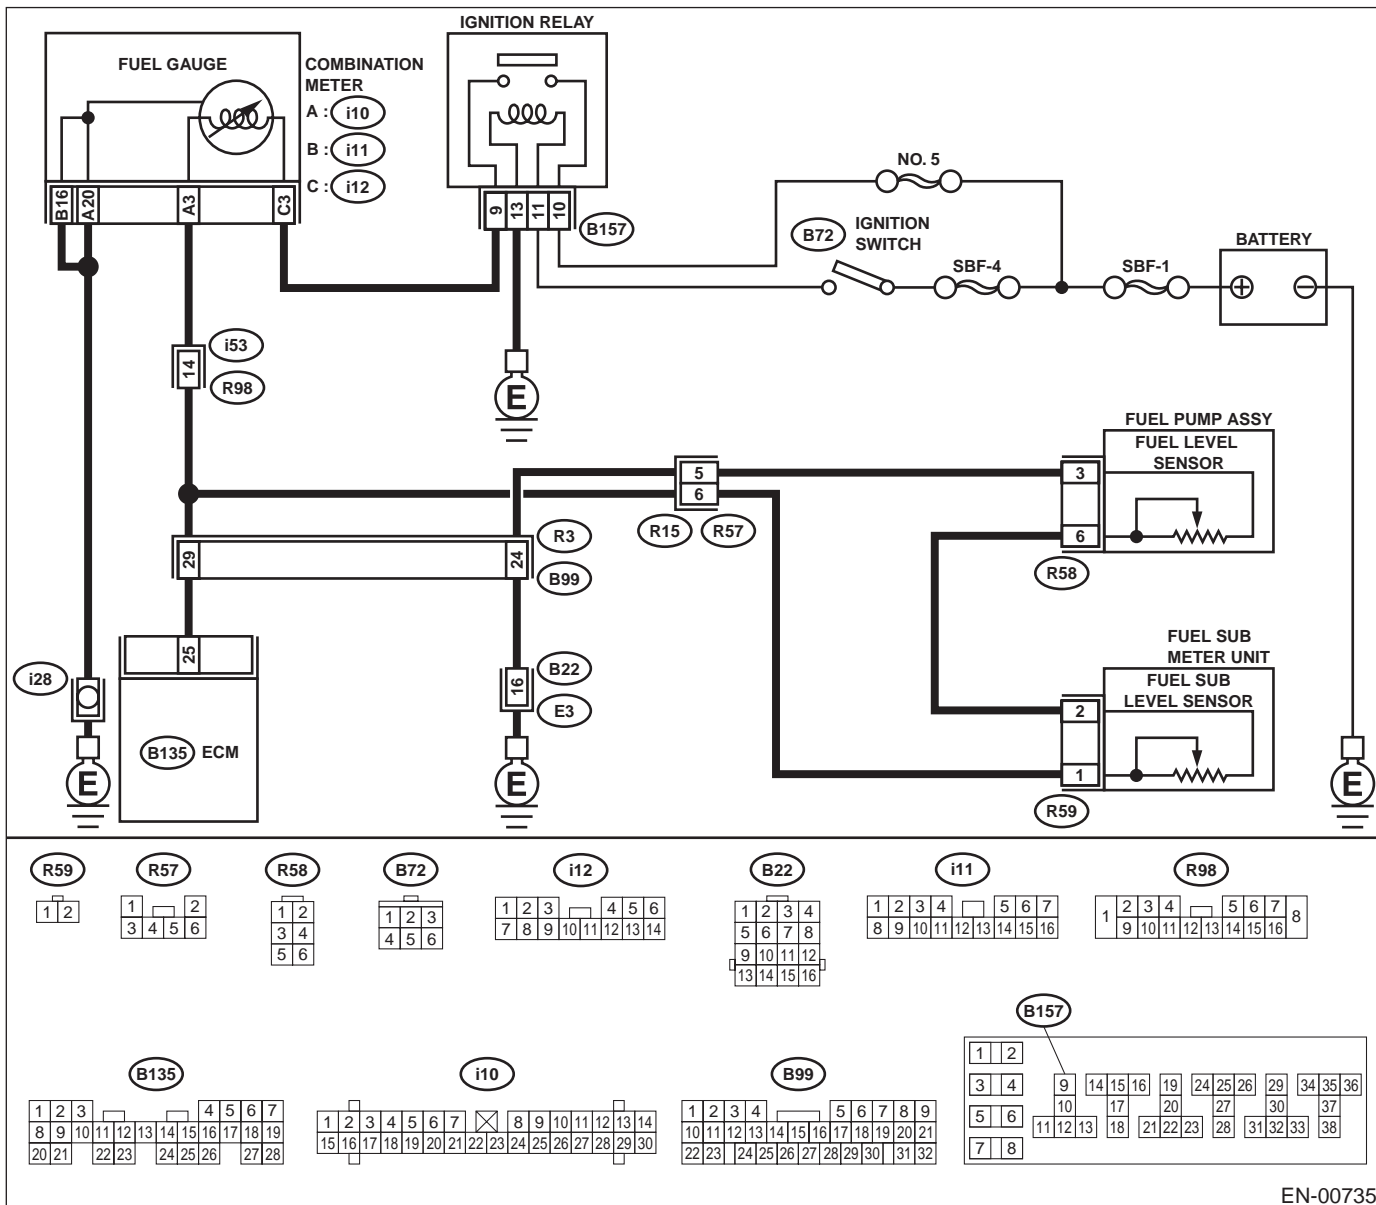 IGNITION RELAY
FUEL GAUGE
COMBINATION
METER
A : i10
B : i11
C : i12
B16 A20 A3 C3
9 13 11 10
B157
NO. 5
B72
IGNITION
SWITCH
SBF-4
SBF-1
BATTERY
+ −
14
i53
R98
E
FUEL PUMP ASSY
FUEL LEVEL
SENSOR
5
6
3
6
R15 R57
R58
29 24
R3
B99
25
16
B22
E3
i28
B135 ECM
FUEL SUB
METER UNIT
FUEL SUB
LEVEL SENSOR
2
1
R59
E
E
E
R59
1 2
R57
1 2
3 4 5 6
R58
1 2
3 4
5 6
B72
1 2 3
4 5 6
i12
1 2 3 4 5 6
7 8 9 10 11 12 13 14
B22
1 2 3 4
5 6 7 8
9 10 11 12
13 14 15 16
i11
1 2 3 4 5 6 7
8 9 10 11 12 13 14 15 16
R98
1 2 3 4 5 6 7 8
9 10 11 12 13 14 15 16
B135
1 2 3 4 5 6 7
8 9 10 11 12 13 14 15 16 17 18 19
20 21 22 23 24 25 26 27 28
i10
1 2 3 4 5 6 7 8 9 10 11 12 13 14
15 16 17 18 19 20 21 22 23 24 25 26 27 28 29 30
B99
1 2 3 4 5 6 7 8 9
10 11 12 13 14 15 16 17 18 19 20 21
22 23 24 25 26 27 28 29 30 31 32
B157
1 2
3 4
5 6
7 8
9 14 15 16 19 24 25 26 29 34 35 36
10 17 20 27 30 37
11 12 13 18 21 22 23 28 31 32 33 38
EN-00735